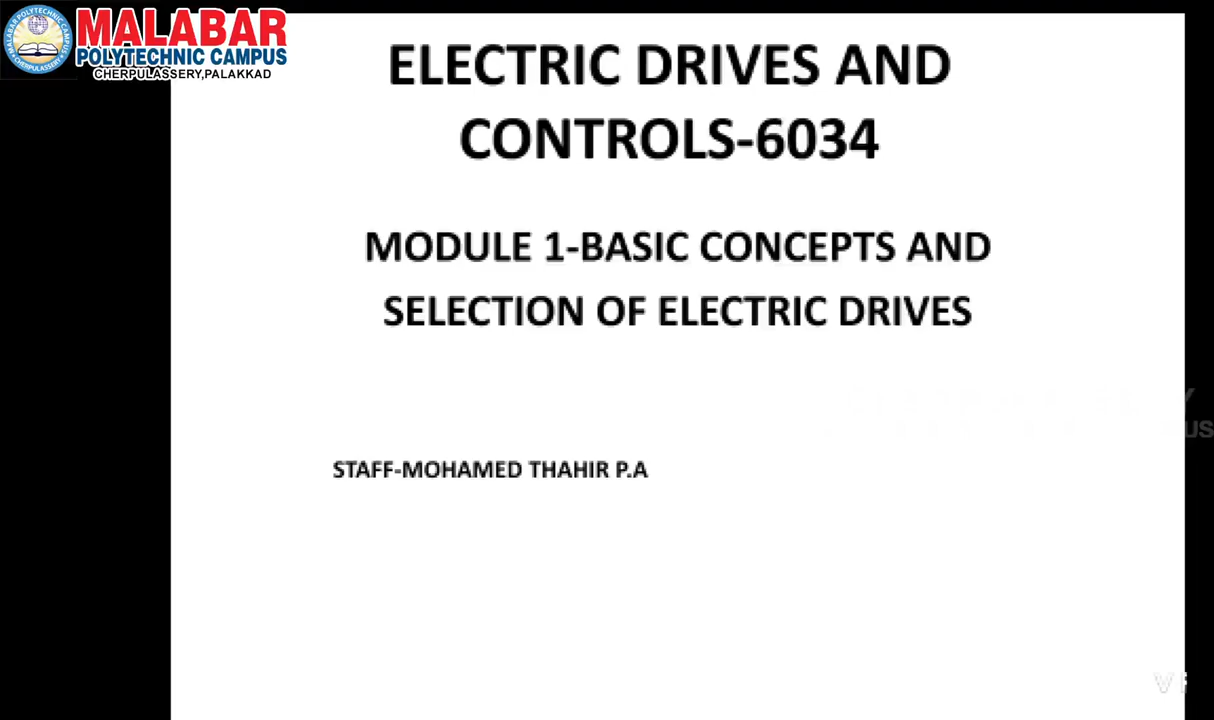 MALABAR
POLYTECHNIC CAMPUS
CHERPULASSERY,PALAKKAD
ELECTRIC DRIVES AND
CONTROLS-6034
MODULE 1-BASIC CONCEPTS AND
SELECTION OF ELECTRIC DRIVES
STAFF-MOHAMED THAHIR P.A